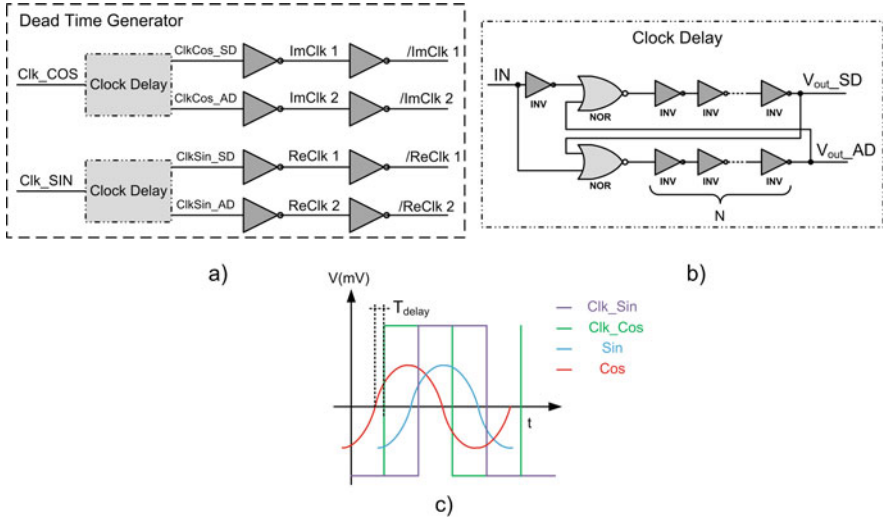 Dead Time Generator
Clk_COS
Clock Delay
ClkCos_SD
ImClk 1
/ImClk 1
ClkCos_AD
ImClk 2
/ImClk 2
Clk_SIN
Clock Delay
ClkSin_SD
ReClk 1
/ReClk 1
ClkSin_AD
ReClk 2
/ReClk 2
a)
Clock Delay
IN
INV
NOR
INV
INV
INV
Vout_SD
NOR
INV
INV
INV
Vout_AD
N
b)
V(mV)
Tdelay
t
Clk_Sin
Clk_Cos
Sin
Cos
c)